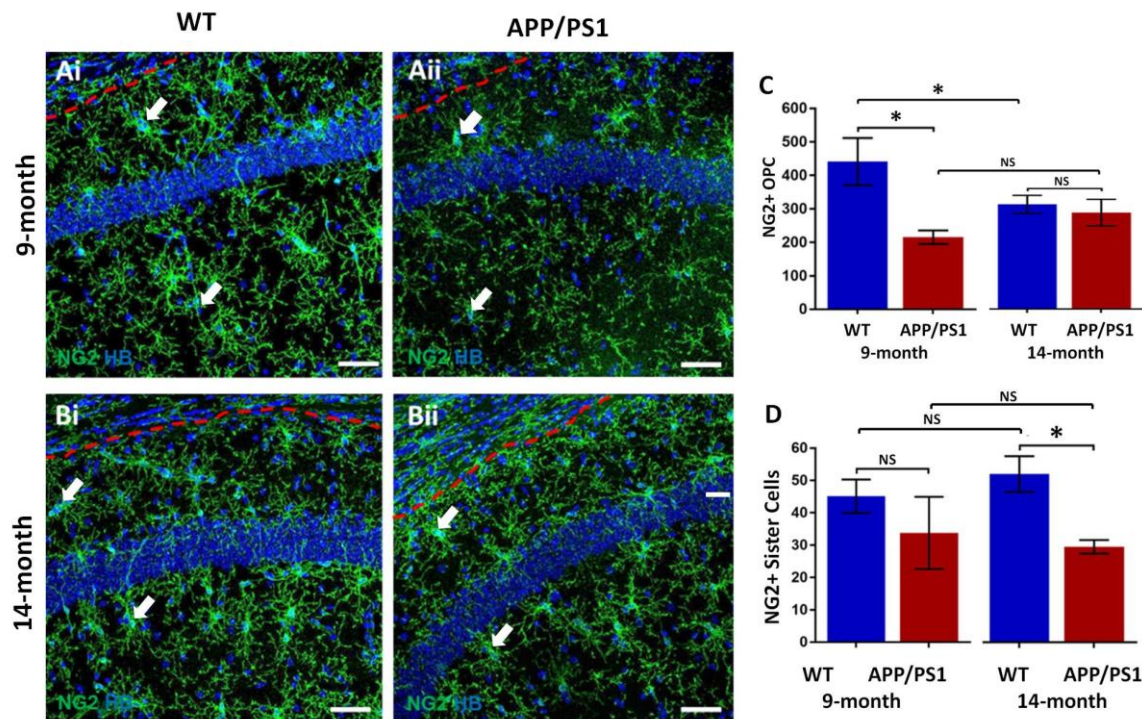 WT
APP/PS1
9-month
Ai
NG2 HB
Aii
NG2 HB
14-month
Bi
NG2 HB
Bii
NG2 HB
C
NG2+ OPC
600
500
400
300
200
100
0
*
*
NS
NS
WT APP/PS1 WT APP/PS1
9-month 14-month
D
NG2+ Sister Cells
60
50
40
30
20
10
0
NS
NS
NS
*
WT APP/PS1 WT APP/PS1
9-month 14-month